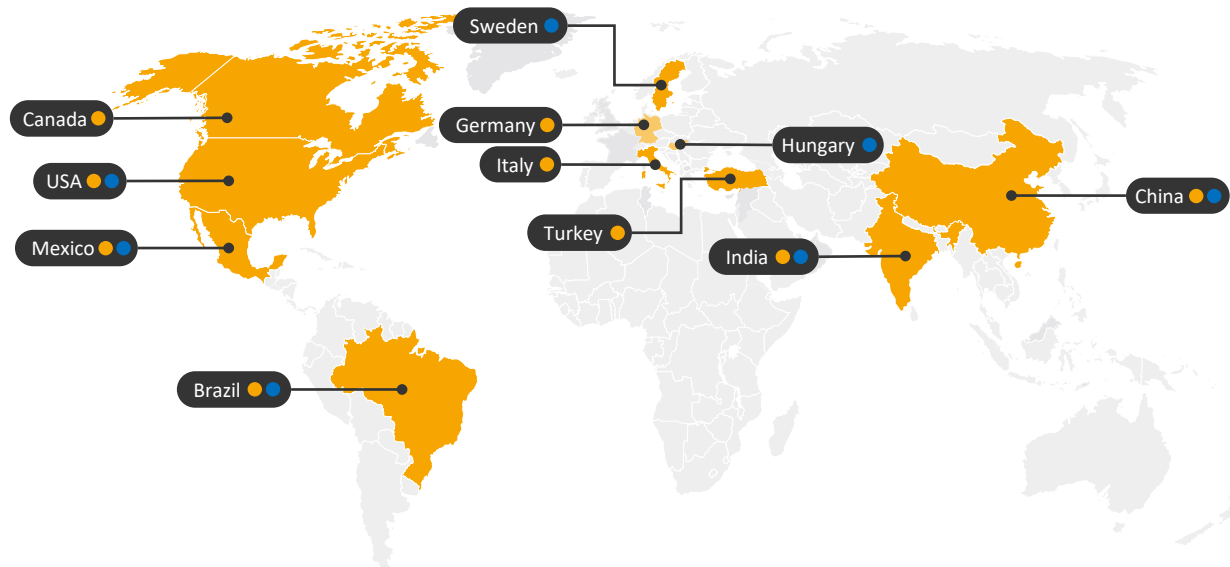 Sweden
Canada
Germany
Hungary
Italy
USA
China
Turkey
Mexico
India
Brazil